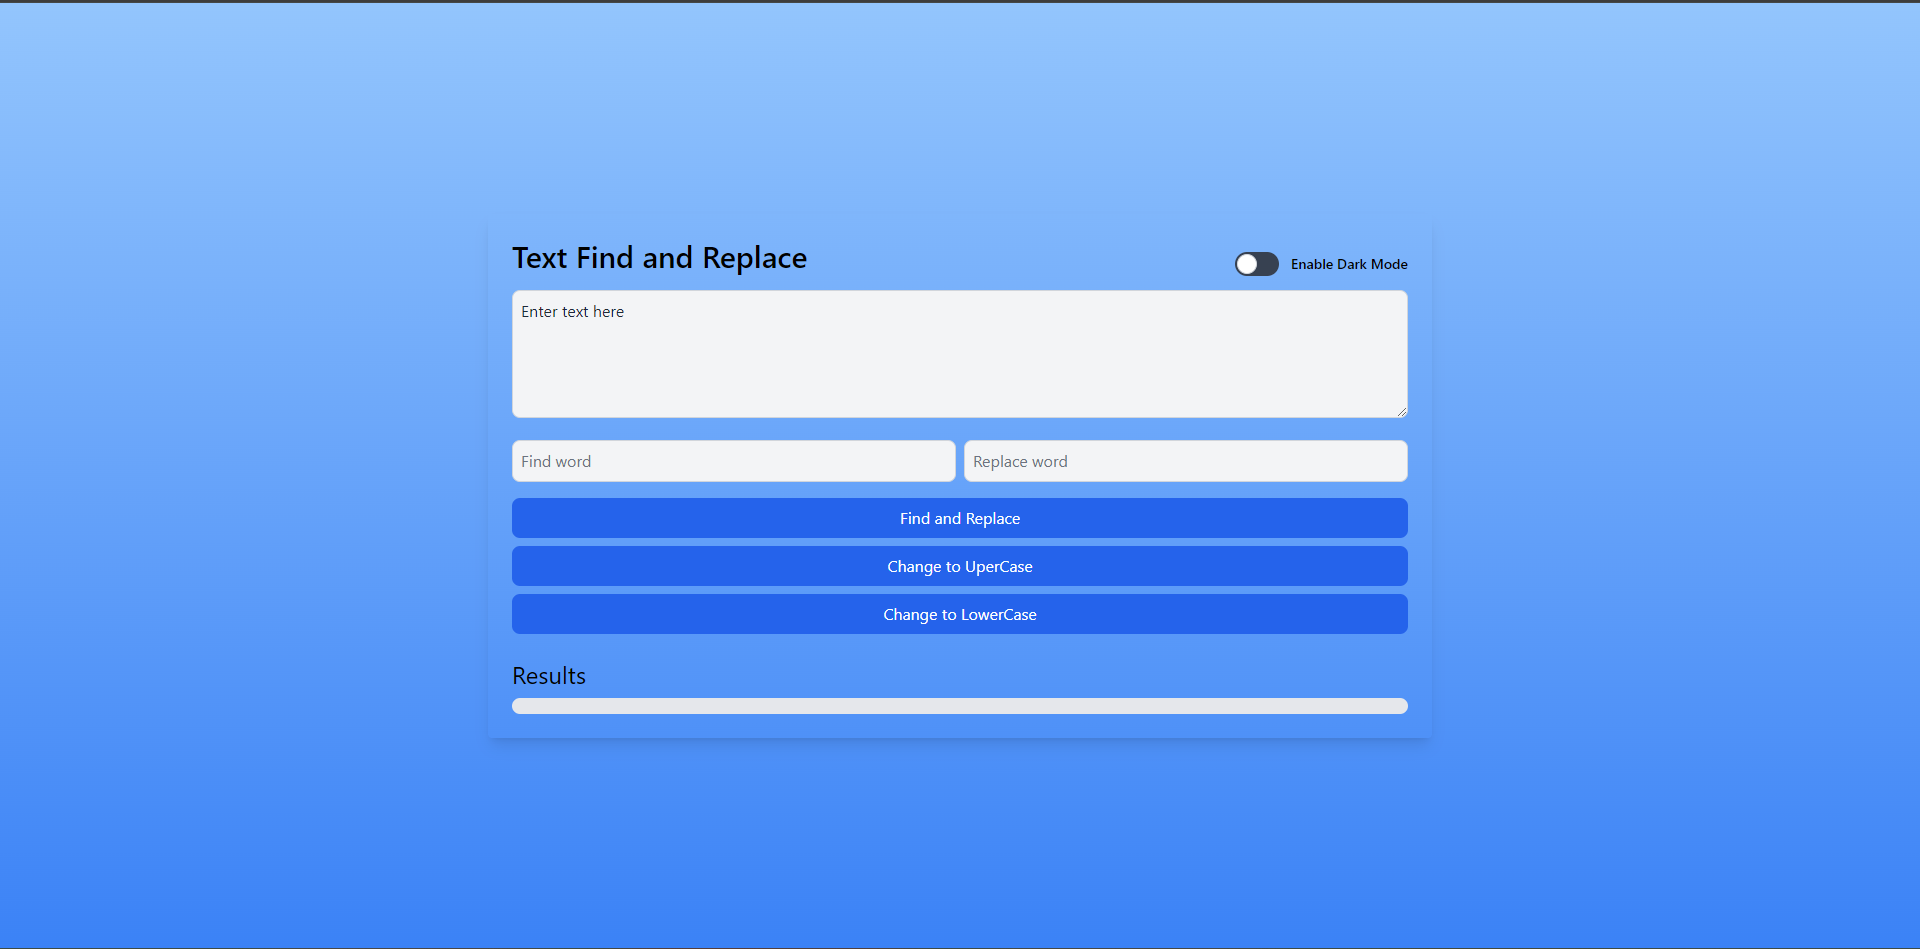 Text Find and Replace
Enable Dark Mode
Enter text here
Find word
Replace word
Find and Replace
Change to UperCase
Change to LowerCase
Results